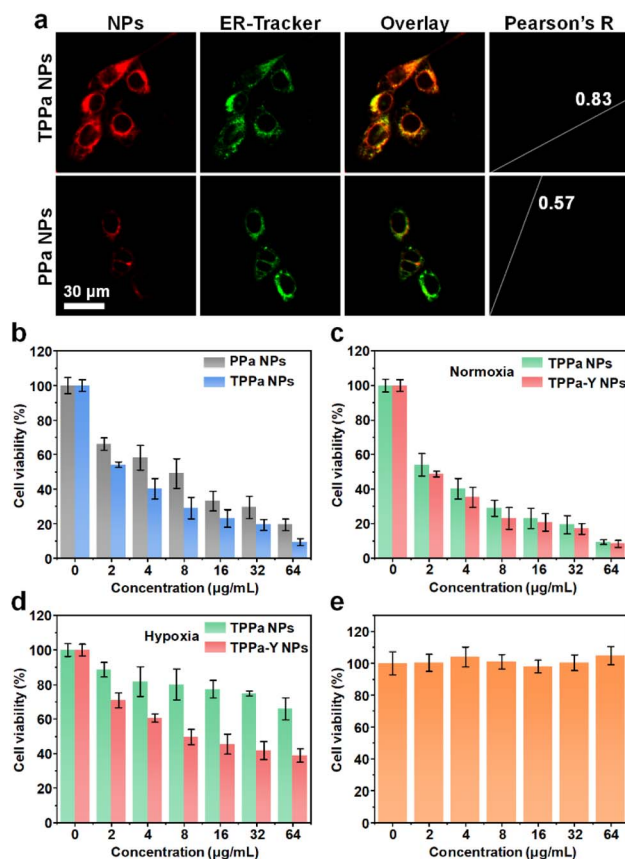 a NPs ER-Tracker Overlay Pearson's R
TPPa NPs
0.83
PPa NPs
0.57
30 µm
b
120
100
80
60
40
20
0
Cell viability (%)
PPa NPs
TPPa NPs
0 2 4 8 16 32 64
Concentration (µg/mL)
c
120
100
80
60
40
20
0
Cell viability (%)
Normoxia
TPPa NPs
TPPa-Y NPs
0 2 4 8 16 32 64
Concentration (µg/mL)
d
120
100
80
60
40
20
0
Cell viability (%)
Hypoxia
TPPa NPs
TPPa-Y NPs
0 2 4 8 16 32 64
Concentration (µg/mL)
e
120
100
80
60
40
20
0
Cell viability (%)
0 2 4 8 16 32 64
Concentration (µg/mL)